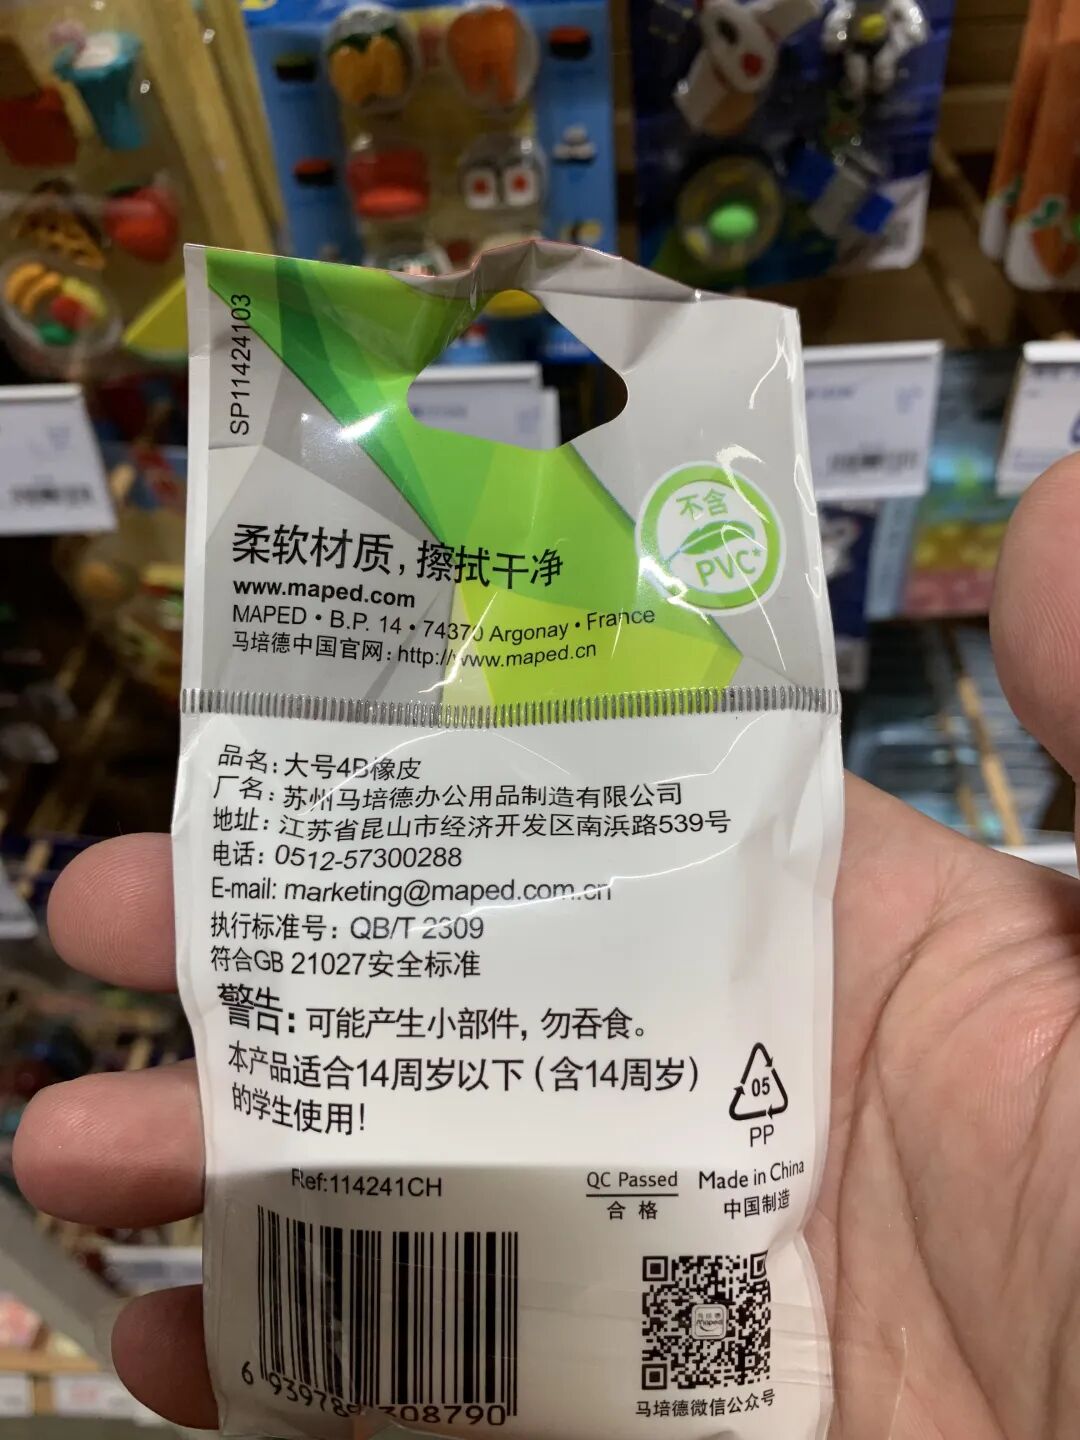 SP11424103
不含
PVC*
柔软材质，擦拭干净
www.maped.com
MAPED • B.P. 14 • 74370 Argonay • France
马培德中国官网：http://www.maped.cn
品名：大号4B橡皮
厂名：苏州马培德办公用品制造有限公司
地址：江苏省昆山市经济开发区南浜路539号
电话：0512-57300288
E-mail: marketing@maped.com.cn
执行标准号：QB/T 2309
符合GB 21027安全标准
警告：可能产生小部件，勿吞食。
本产品适合14周岁以下（含14周岁）
的学生使用！
05
PP
Ref:114241CH
QC Passed
合格
Made in China
中国制造
6 939789 308790
马培德
Maped
马培德微信公众号